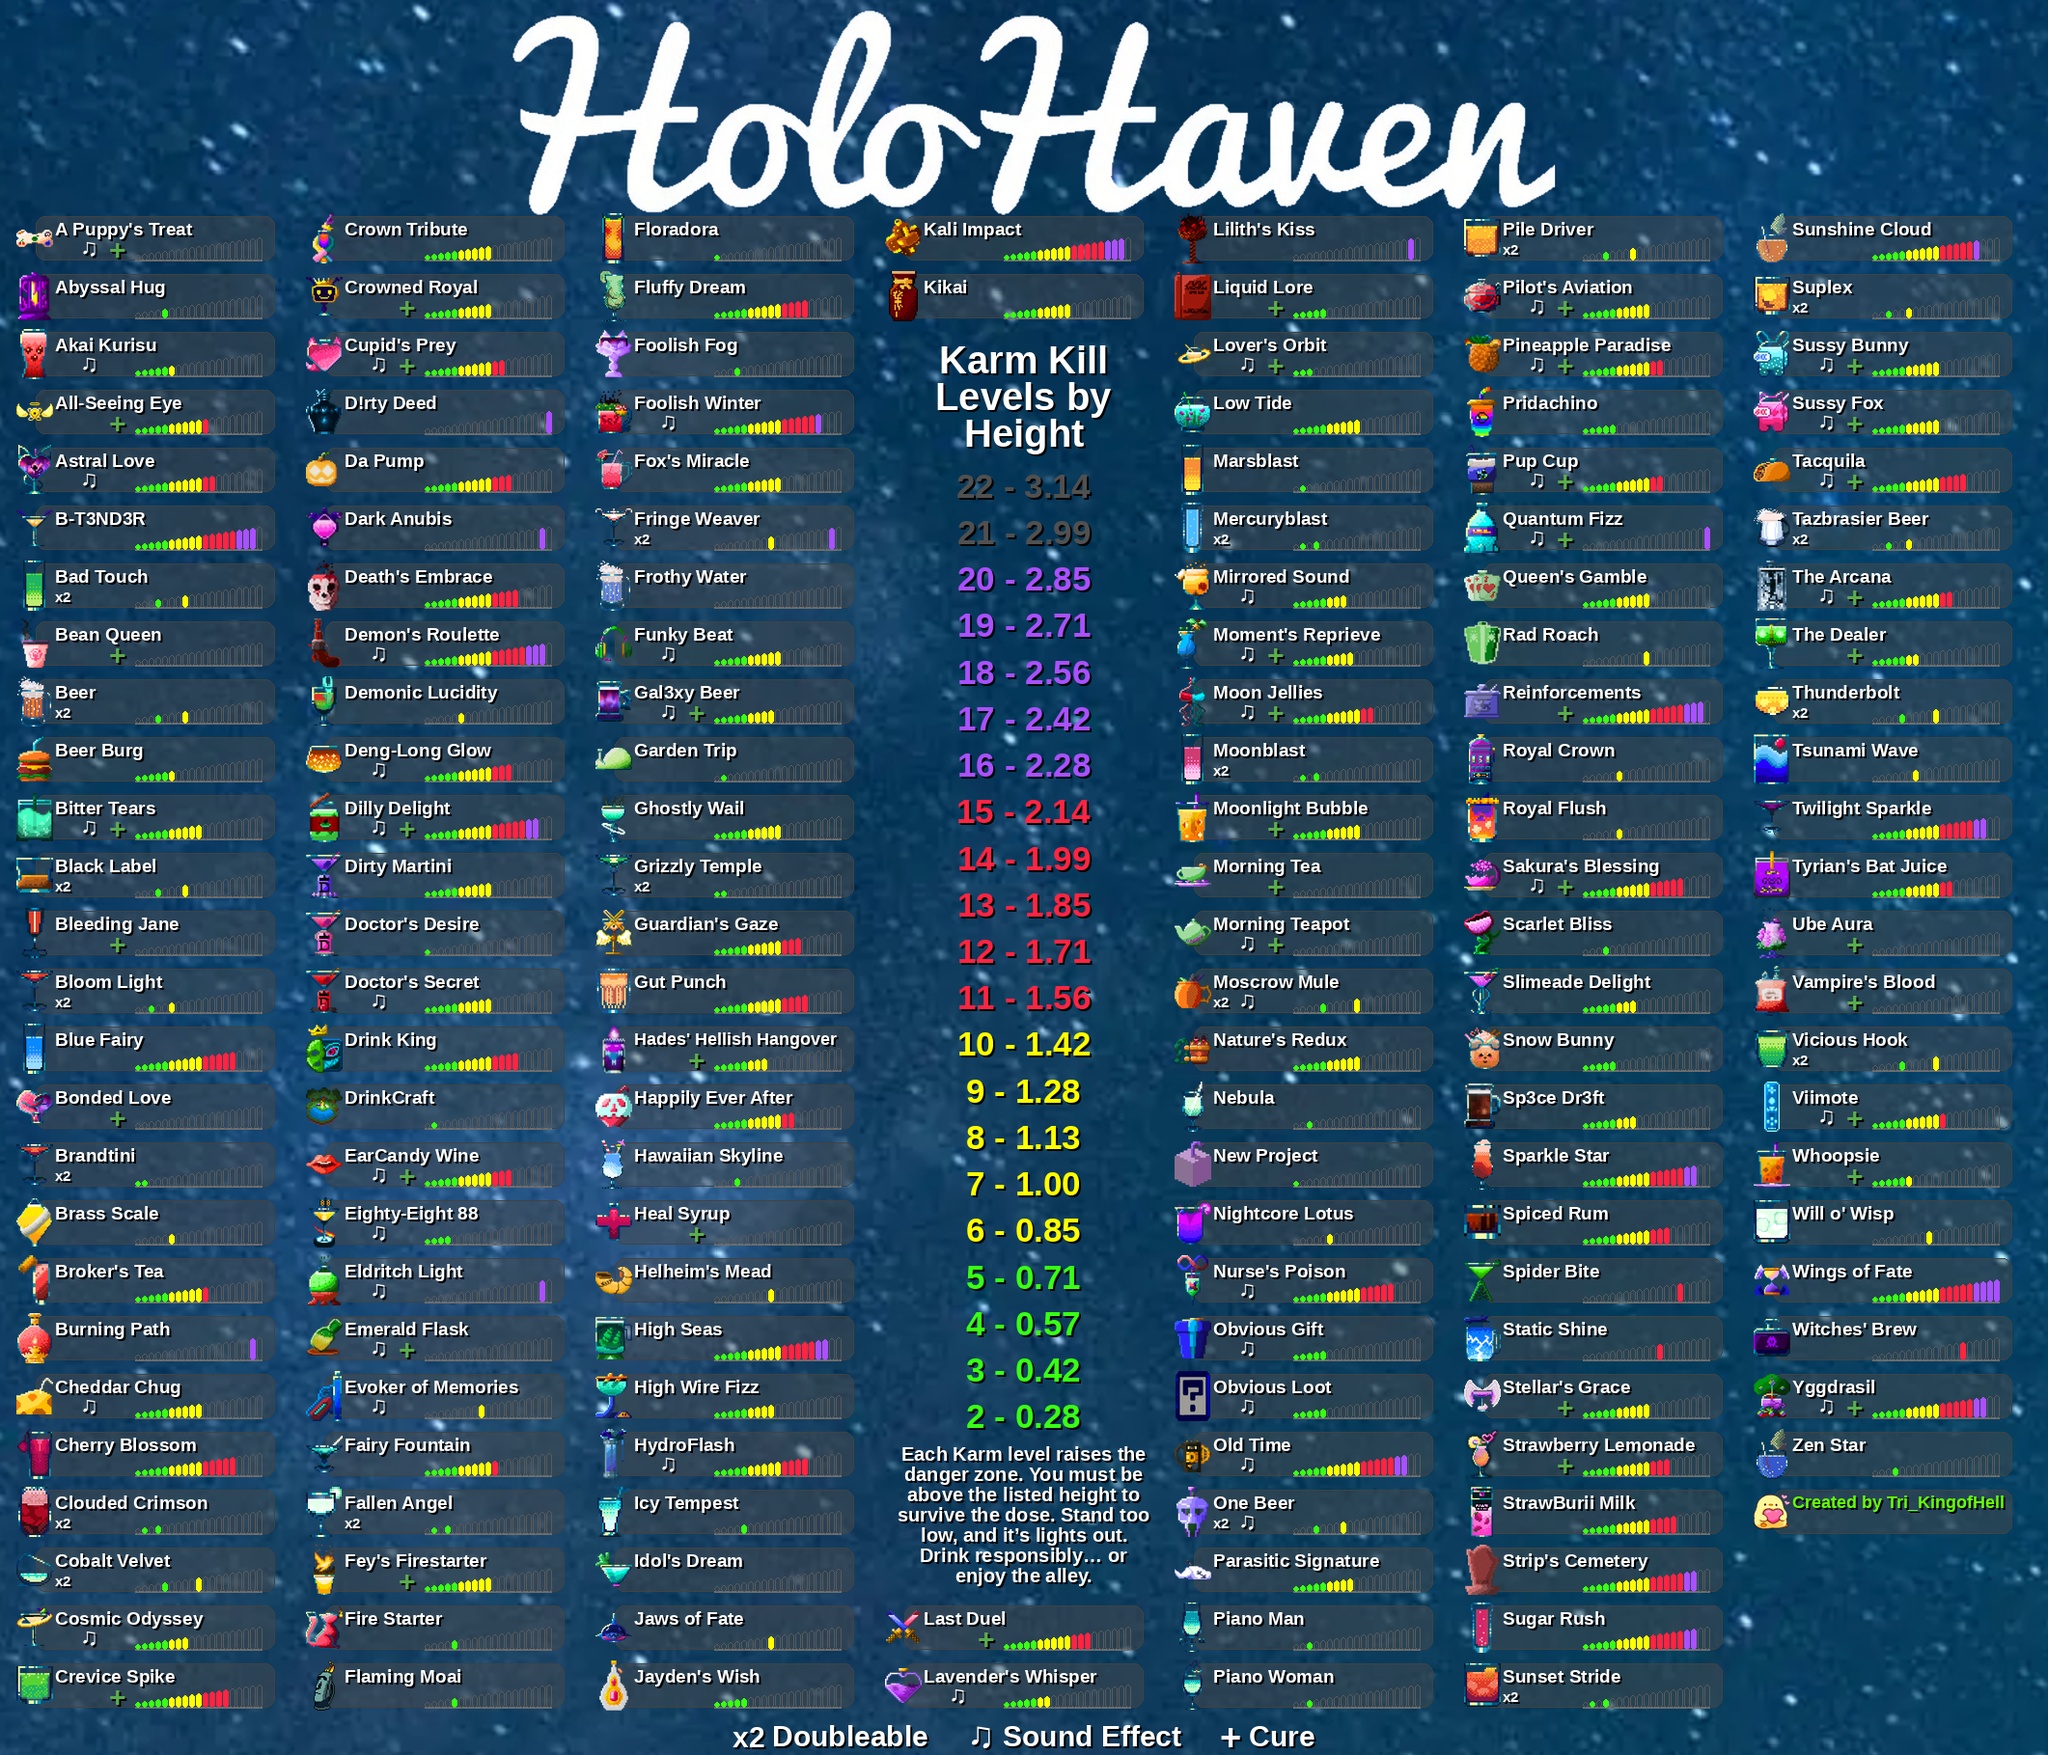 HoloHaven
A Puppy's Treat
Abyssal Hug
Akai Kurisu
All-Seeing Eye
Astral Love
B-T3ND3R
Bad Touch
x2
Bean Queen
Beer
x2
Beer Burg
Bitter Tears
Black Label
x2
Bleeding Jane
Bloom Light
x2
Blue Fairy
Bonded Love
Brandtini
x2
Brass Scale
Broker's Tea
Burning Path
Cheddar Chug
Cherry Blossom
Clouded Crimson
x2
Cobalt Velvet
x2
Cosmic Odyssey
Crevice Spike
Crown Tribute
Crowned Royal
Cupid's Prey
D!rty Deed
Da Pump
Dark Anubis
Death's Embrace
Demon's Roulette
Demonic Lucidity
Deng-Long Glow
Dilly Delight
Dirty Martini
Doctor's Desire
Doctor's Secret
Drink King
DrinkCraft
EarCandy Wine
Eighty-Eight 88
Eldritch Light
Emerald Flask
Evoker of Memories
Fairy Fountain
Fallen Angel
x2
Fey's Firestarter
Fire Starter
Flaming Moai
Floradora
Fluffy Dream
Foolish Fog
Foolish Winter
Fox's Miracle
Fringe Weaver
x2
Frothy Water
Funky Beat
Gal3xy Beer
Garden Trip
Ghostly Wail
Grizzly Temple
x2
Guardian's Gaze
Gut Punch
Hades' Hellish Hangover
Happily Ever After
Hawaiian Skyline
Heal Syrup
Helheim's Mead
High Seas
High Wire Fizz
HydroFlash
Icy Tempest
Idol's Dream
Jaws of Fate
Jayden's Wish
Kali Impact
Kikai
Karm Kill
Levels by
Height
22 - 3.14
21 - 2.99
20 - 2.85
19 - 2.71
18 - 2.56
17 - 2.42
16 - 2.28
15 - 2.14
14 - 1.99
13 - 1.85
12 - 1.71
11 - 1.56
10 - 1.42
9 - 1.28
8 - 1.13
7 - 1.00
6 - 0.85
5 - 0.71
4 - 0.57
3 - 0.42
2 - 0.28
Each Karm level raises the
danger zone. You must be
above the listed height to
survive the dose. Stand too
low, and it's lights out.
Drink responsibly… or
enjoy the alley.
Last Duel
Lavender's Whisper
Lilith's Kiss
Liquid Lore
Lover's Orbit
Low Tide
Marsblast
Mercuryblast
x2
Mirrored Sound
Moment's Reprieve
Moon Jellies
Moonblast
x2
Moonlight Bubble
Morning Tea
Morning Teapot
Moscrow Mule
x2
Nature's Redux
Nebula
New Project
Nightcore Lotus
Nurse's Poison
Obvious Gift
Obvious Loot
Old Time
One Beer
x2
Parasitic Signature
Piano Man
Piano Woman
Pile Driver
x2
Pilot's Aviation
Pineapple Paradise
Pridachino
Pup Cup
Quantum Fizz
Queen's Gamble
Rad Roach
Reinforcements
Royal Crown
Royal Flush
Sakura's Blessing
Scarlet Bliss
Slimeade Delight
Snow Bunny
Sp3ce Dr3ft
Sparkle Star
Spiced Rum
Spider Bite
Static Shine
Stellar's Grace
Strawberry Lemonade
StrawBurii Milk
Strip's Cemetery
Sugar Rush
Sunset Stride
x2
Sunshine Cloud
Suplex
x2
Sussy Bunny
Sussy Fox
Tacquila
Tazbrasier Beer
x2
The Arcana
The Dealer
Thunderbolt
x2
Tsunami Wave
Twilight Sparkle
Tyrian's Bat Juice
Ube Aura
Vampire's Blood
Vicious Hook
x2
Viimote
Whoopsie
Will o' Wisp
Wings of Fate
Witches' Brew
Yggdrasil
Zen Star
Created by Tri_KingofHell
x2 Doubleable ♫ Sound Effect + Cure